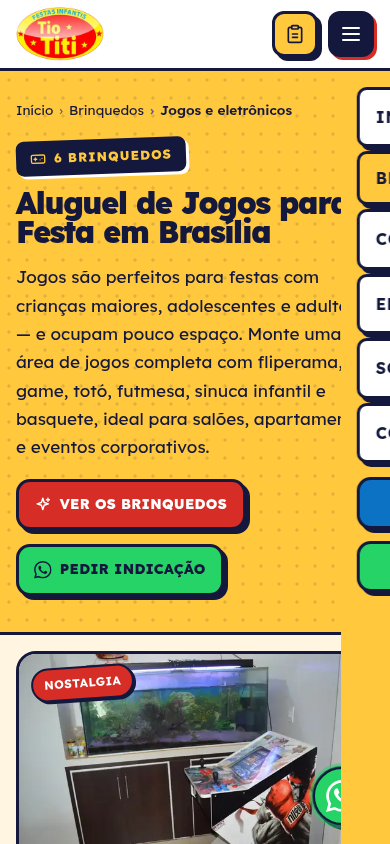 FESTAS INFANTIS
Tio
Titi
Início › Brinquedos › Jogos e eletrônicos
6 BRINQUEDOS
Aluguel de Jogos para
Festa em Brasília
Jogos são perfeitos para festas com
crianças maiores, adolescentes e adult
— e ocupam pouco espaço. Monte uma
área de jogos completa com fliperama,
game, totó, futmesa, sinuca infantil e
basquete, ideal para salões, apartamen
e eventos corporativos.
VER OS BRINQUEDOS
PEDIR INDICAÇÃO
NOSTALGIA